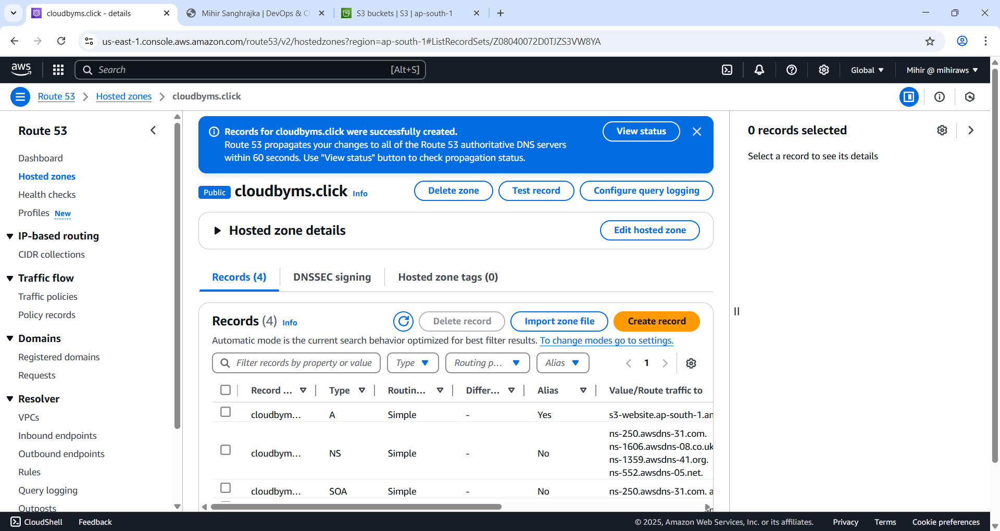 cloudbyms.click - details
Mihir Sanghrajka | DevOps & Cl
S3 buckets | S3 | ap-south-1
us-east-1.console.aws.amazon.com/route53/v2/hostedzones?region=ap-south-1#ListRecordSets/Z08040072D0TJZS3VW8YA
aws
Search
[Alt+S]
Global
Mihir @ mihiraws
Route 53
Hosted zones
cloudbyms.click
Route 53
Dashboard
Hosted zones
Health checks
Profiles New
IP-based routing
CIDR collections
Traffic flow
Traffic policies
Policy records
Domains
Registered domains
Requests
Resolver
VPCs
Inbound endpoints
Outbound endpoints
Rules
Query logging
Outposts
Records for cloudbyms.click were successfully created.
Route 53 propagates your changes to all of the Route 53 authoritative DNS servers
within 60 seconds. Use "View status" button to check propagation status.
View status
Public cloudbyms.click Info
Delete zone
Test record
Configure query logging
Hosted zone details
Edit hosted zone
Records (4)
DNSSEC signing
Hosted zone tags (0)
Records (4) Info
Delete record
Import zone file
Create record
Automatic mode is the current search behavior optimized for best filter results. To change modes go to settings.
Filter records by property or value
Type
Routing p...
Alias
1
Record ... Type Routin... Differ... Alias Value/Route traffic to
cloudbym... A Simple - Yes s3-website.ap-south-1.am
cloudbym... NS Simple - No
ns-250.awsdns-31.com.
ns-1606.awsdns-08.co.uk
ns-1359.awsdns-41.org.
ns-552.awsdns-05.net.
cloudbym... SOA Simple - No ns-250.awsdns-31.com. a
0 records selected
Select a record to see its details
CloudShell
Feedback
© 2025, Amazon Web Services, Inc. or its affiliates.
Privacy
Terms
Cookie preferences